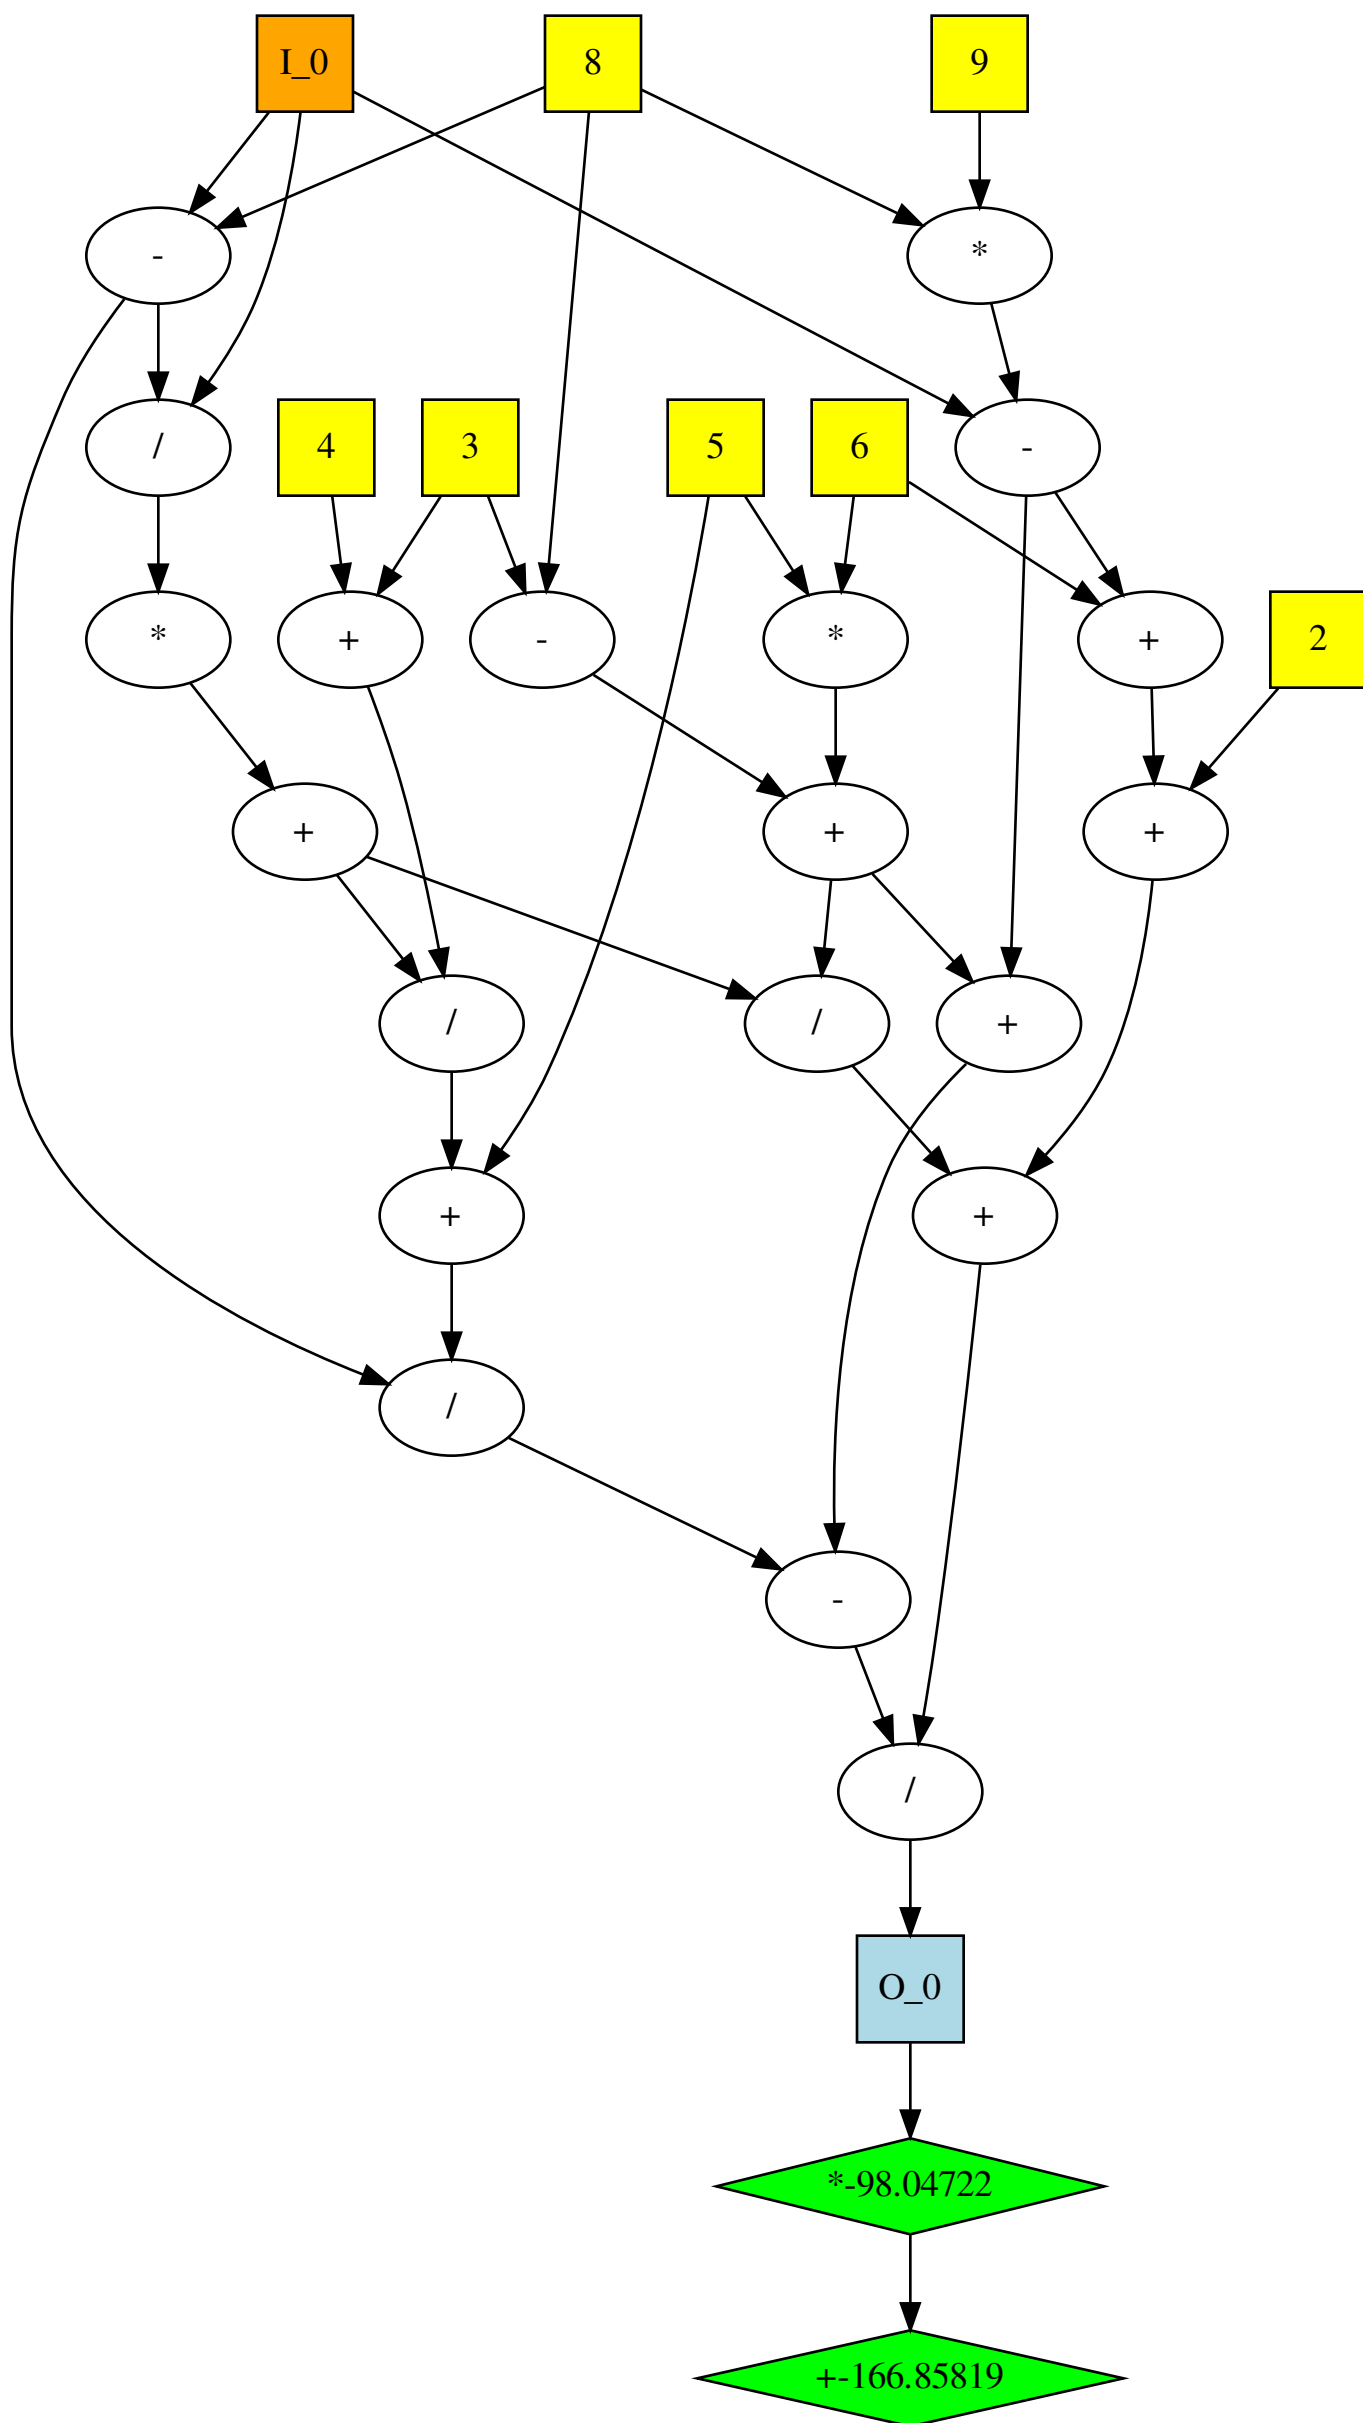 I_0 8 9
- *
/ 4 3 5 6 -
* + - * + 2
+ + +
/ / +
+ +
/
-
/
O_0
*-98.04722
+-166.85819